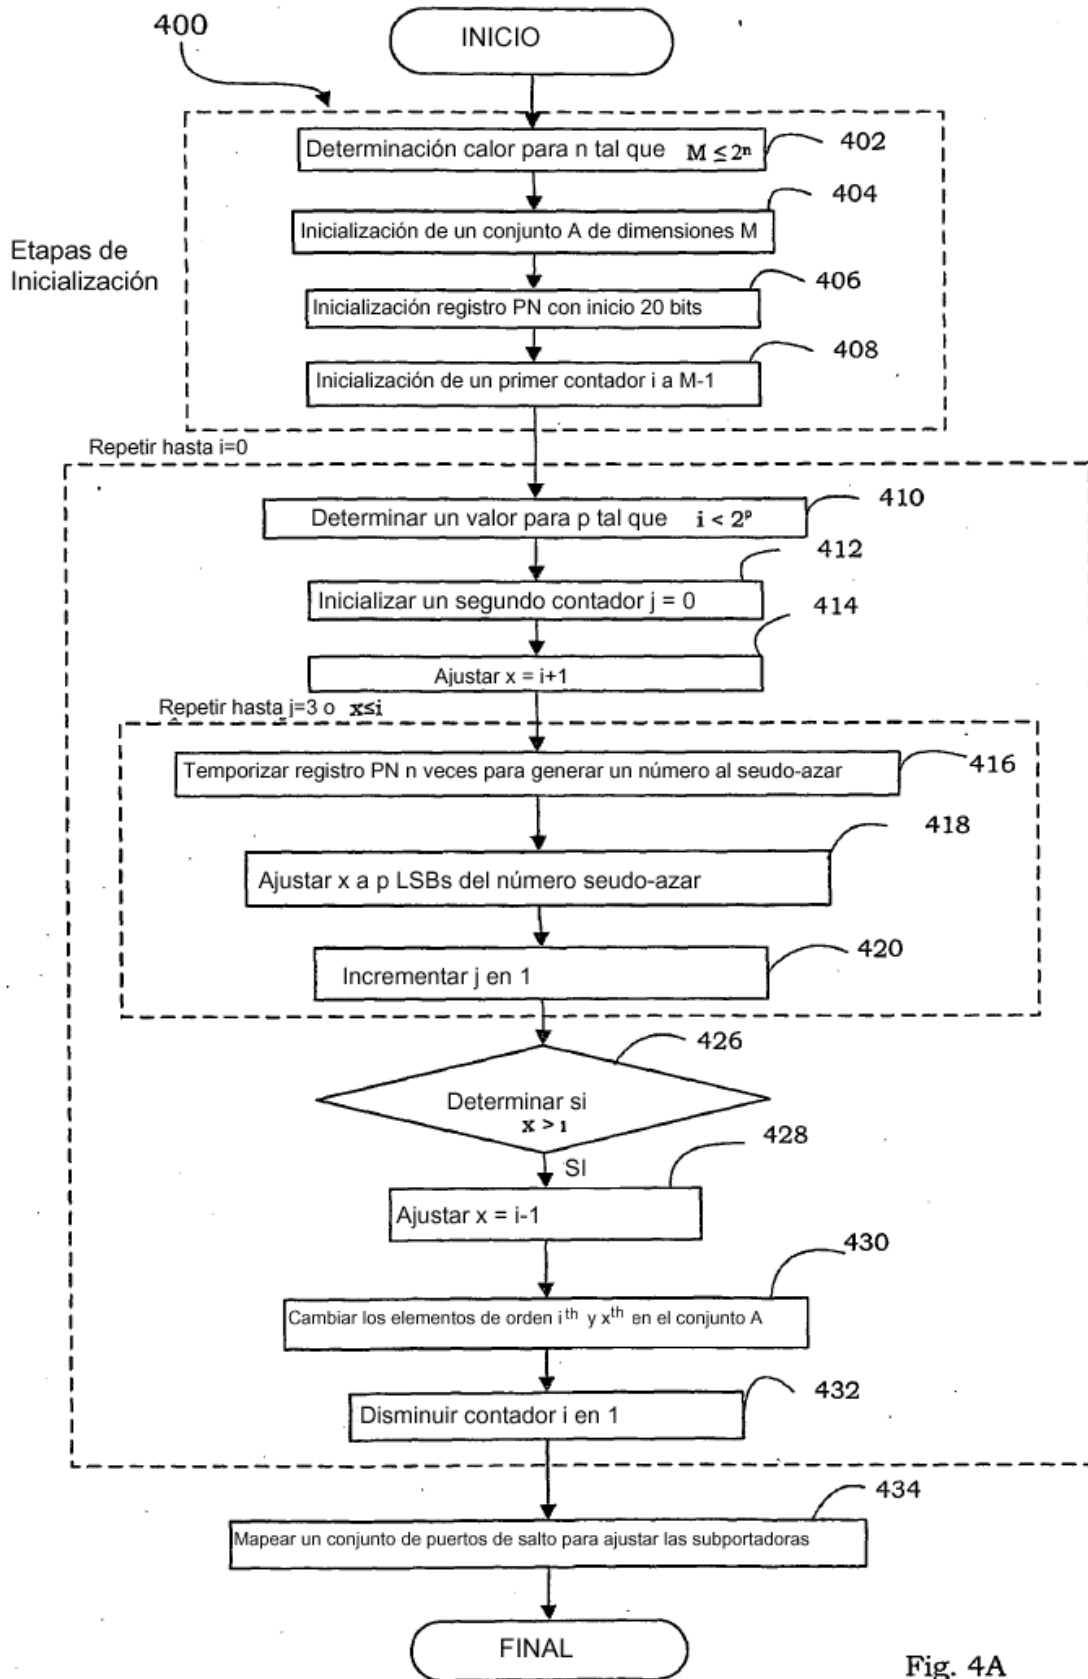 400
INICIO
Determinación calor para n tal que M ≤ 2ⁿ
402
404
Inicialización de un conjunto A de dimensiones M
Etapas de
Inicialización
406
Inicialización registro PN con inicio 20 bits
408
Inicialización de un primer contador i a M-1
Repetir hasta i=0
410
Determinar un valor para p tal que i < 2ᵖ
412
Inicializar un segundo contador j = 0
414
Ajustar x = i+1
Repetir hasta j=3 o x≤i
Temporizar registro PN n veces para generar un número al seudo-azar
416
418
Ajustar x a p LSBs del número seudo-azar
420
Incrementar j en 1
426
Determinar si
x > ı
428
SI
Ajustar x = i-1
430
Cambiar los elementos de orden iᵗʰ y xᵗʰ en el conjunto A
432
Disminuir contador i en 1
434
Mapear un conjunto de puertos de salto para ajustar las subportadoras
FINAL
Fig. 4A